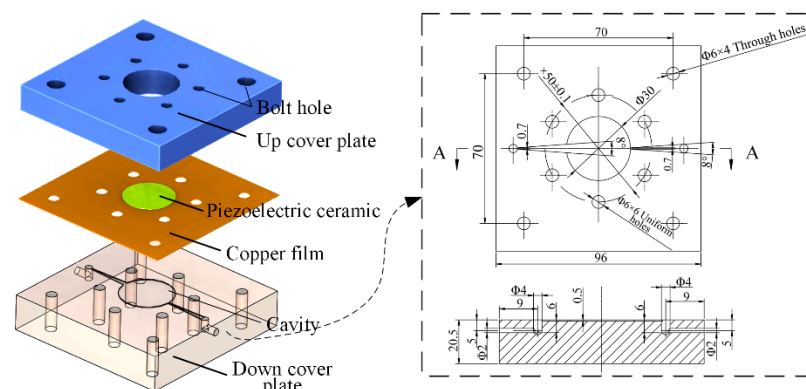 Bolt hole
Up cover plate
Piezoelectric ceramic
Copper film
Cavity
Down cover
plate
70
Φ6×4 Through holes
×50±0.1
Φ30
0.7
8°
0.7
8°
A
A
70
Φ6×6 Uniform
holes
96
Φ4
Φ4
9
6
0.5
6
9
20.5
5
Φ2
Φ2
5